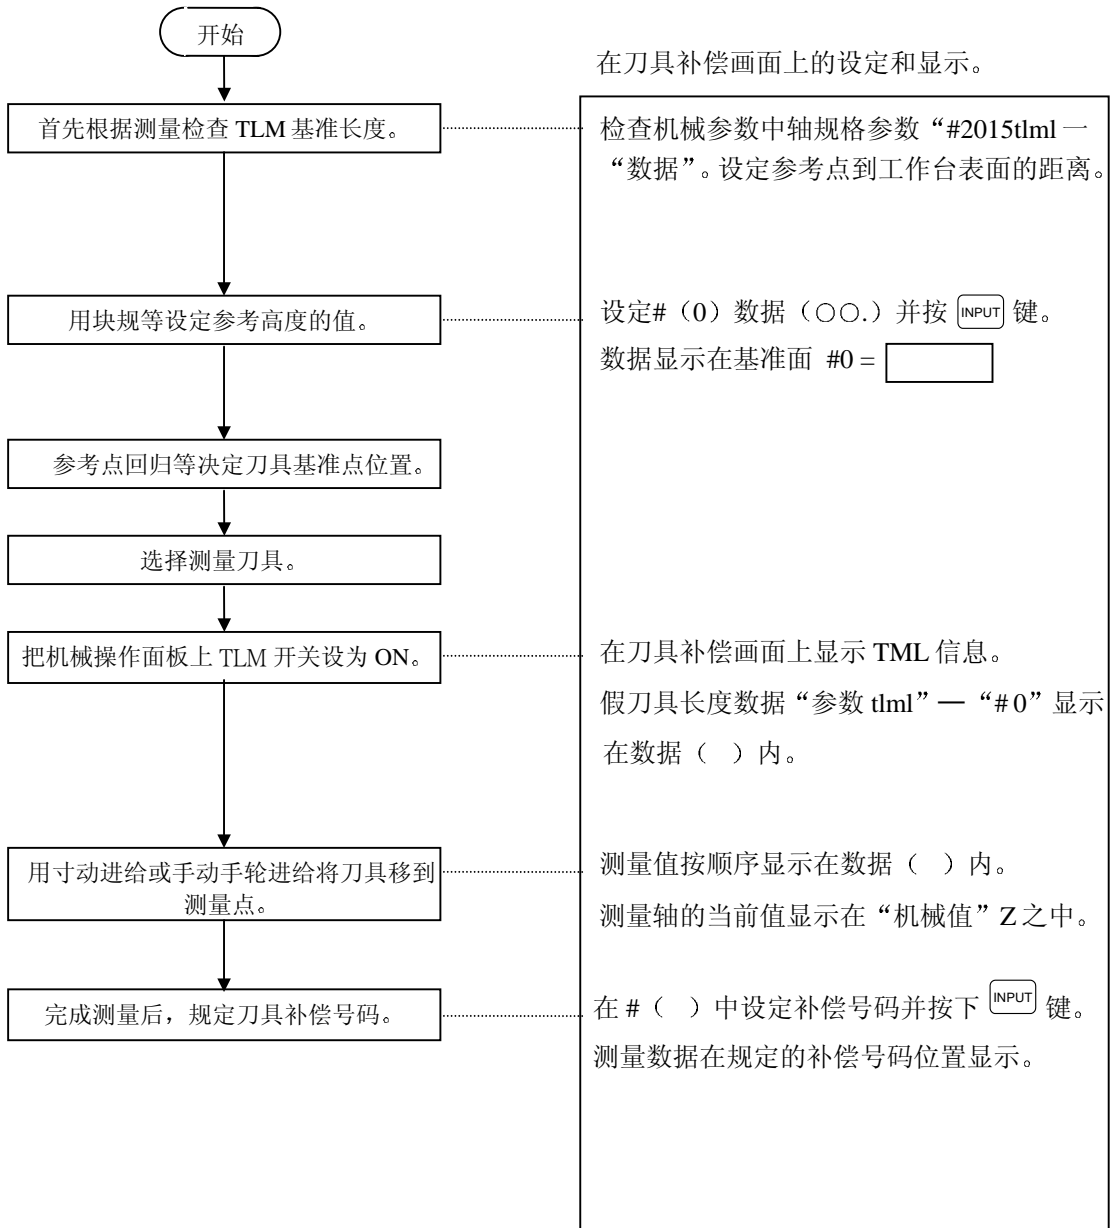 开始
在刀具补偿画面上的设定和显示。
首先根据测量检查 TLM 基准长度。
检查机械参数中轴规格参数“#2015tlml 一
“数据”。设定参考点到工作台表面的距离。
用块规等设定参考高度的值。
设定#（0）数据（○○.）并按 INPUT 键。
数据显示在基准面 #0 =
参考点回归等决定刀具基准点位置。
选择测量刀具。
把机械操作面板上 TLM 开关设为 ON。
在刀具补偿画面上显示 TML 信息。
假刀具长度数据“参数 tlml”一“# 0”显示
在数据（ ）内。
用寸动进给或手动手轮进给将刀具移到
测量点。
测量值按顺序显示在数据（ ）内。
测量轴的当前值显示在“机械值”Z 之中。
完成测量后，规定刀具补偿号码。
在 #（ ）中设定补偿号码并按下 INPUT 键。
测量数据在规定的补偿号码位置显示。